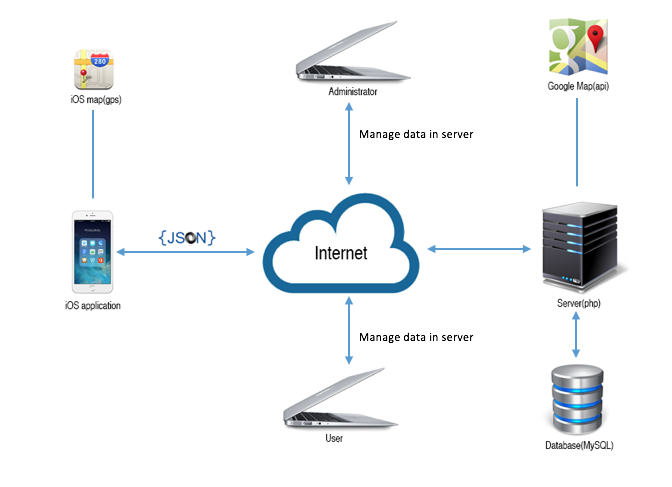 280
iOS map(gps)
Administrator
Google Map(api)
Manage data in server
{JSON}
Internet
iOS application
Server(php)
Manage data in server
User
Database(MySQL)